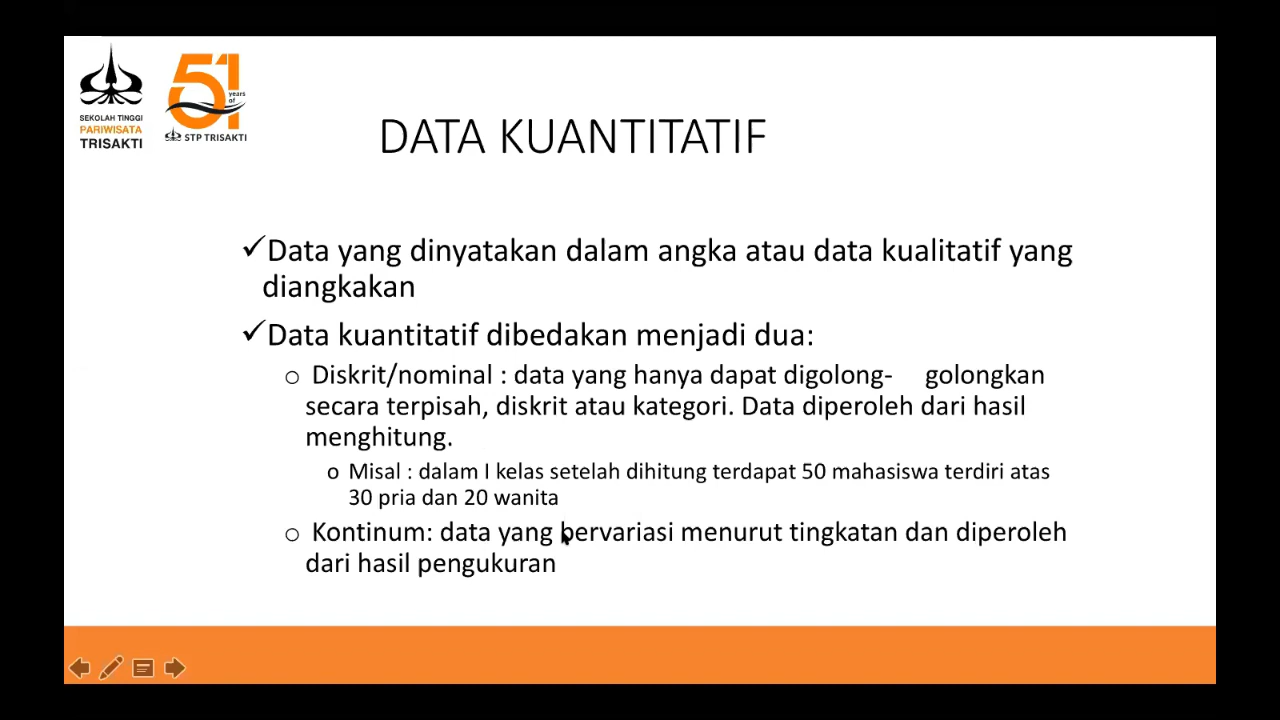 SEKOLAH TINGGI
PARIWISATA
TRISAKTI
51
years
of
STP TRISAKTI
DATA KUANTITATIF
✓Data yang dinyatakan dalam angka atau data kualitatif yang
diangkakan
✓Data kuantitatif dibedakan menjadi dua:
o Diskrit/nominal : data yang hanya dapat digolong- golongkan
secara terpisah, diskrit atau kategori. Data diperoleh dari hasil
menghitung.
o Misal : dalam I kelas setelah dihitung terdapat 50 mahasiswa terdiri atas
30 pria dan 20 wanita
o Kontinum: data yang bervariasi menurut tingkatan dan diperoleh
dari hasil pengukuran